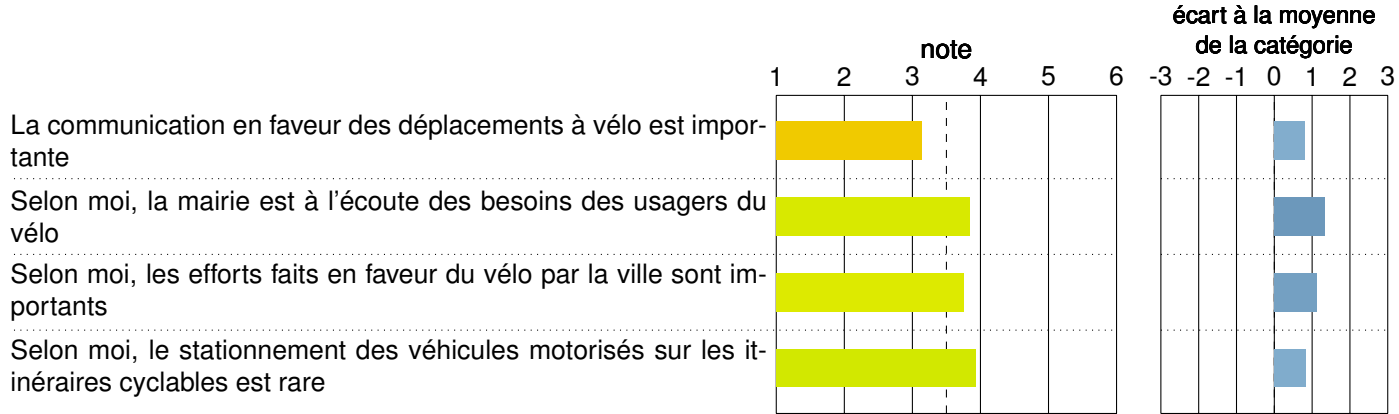 écart à la moyenne
de la catégorie
note
1 2 3 4 5 6
-3 -2 -1 0 1 2 3
La communication en faveur des déplacements à vélo est impor-
tante
Selon moi, la mairie est à l'écoute des besoins des usagers du
vélo
Selon moi, les efforts faits en faveur du vélo par la ville sont im-
portants
Selon moi, le stationnement des véhicules motorisés sur les it-
inéraires cyclables est rare